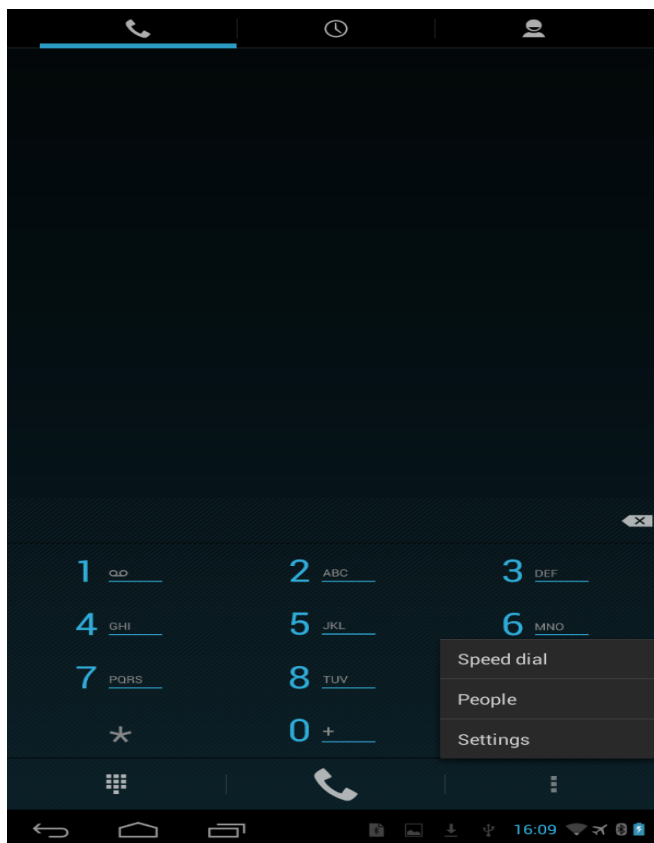 1
2 ABC
3 DEF
4 GHI
5 JKL
6 MNO
7 PQRS
8 TUV
Speed dial
People
*
0 +
Settings
16:09